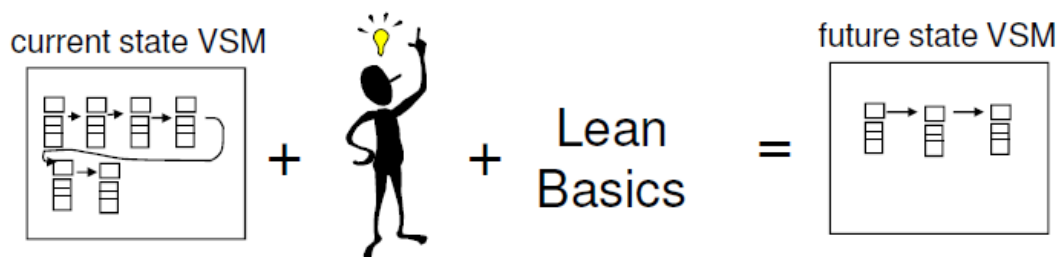 current state VSM
+
+
Lean
Basics
=
future state VSM